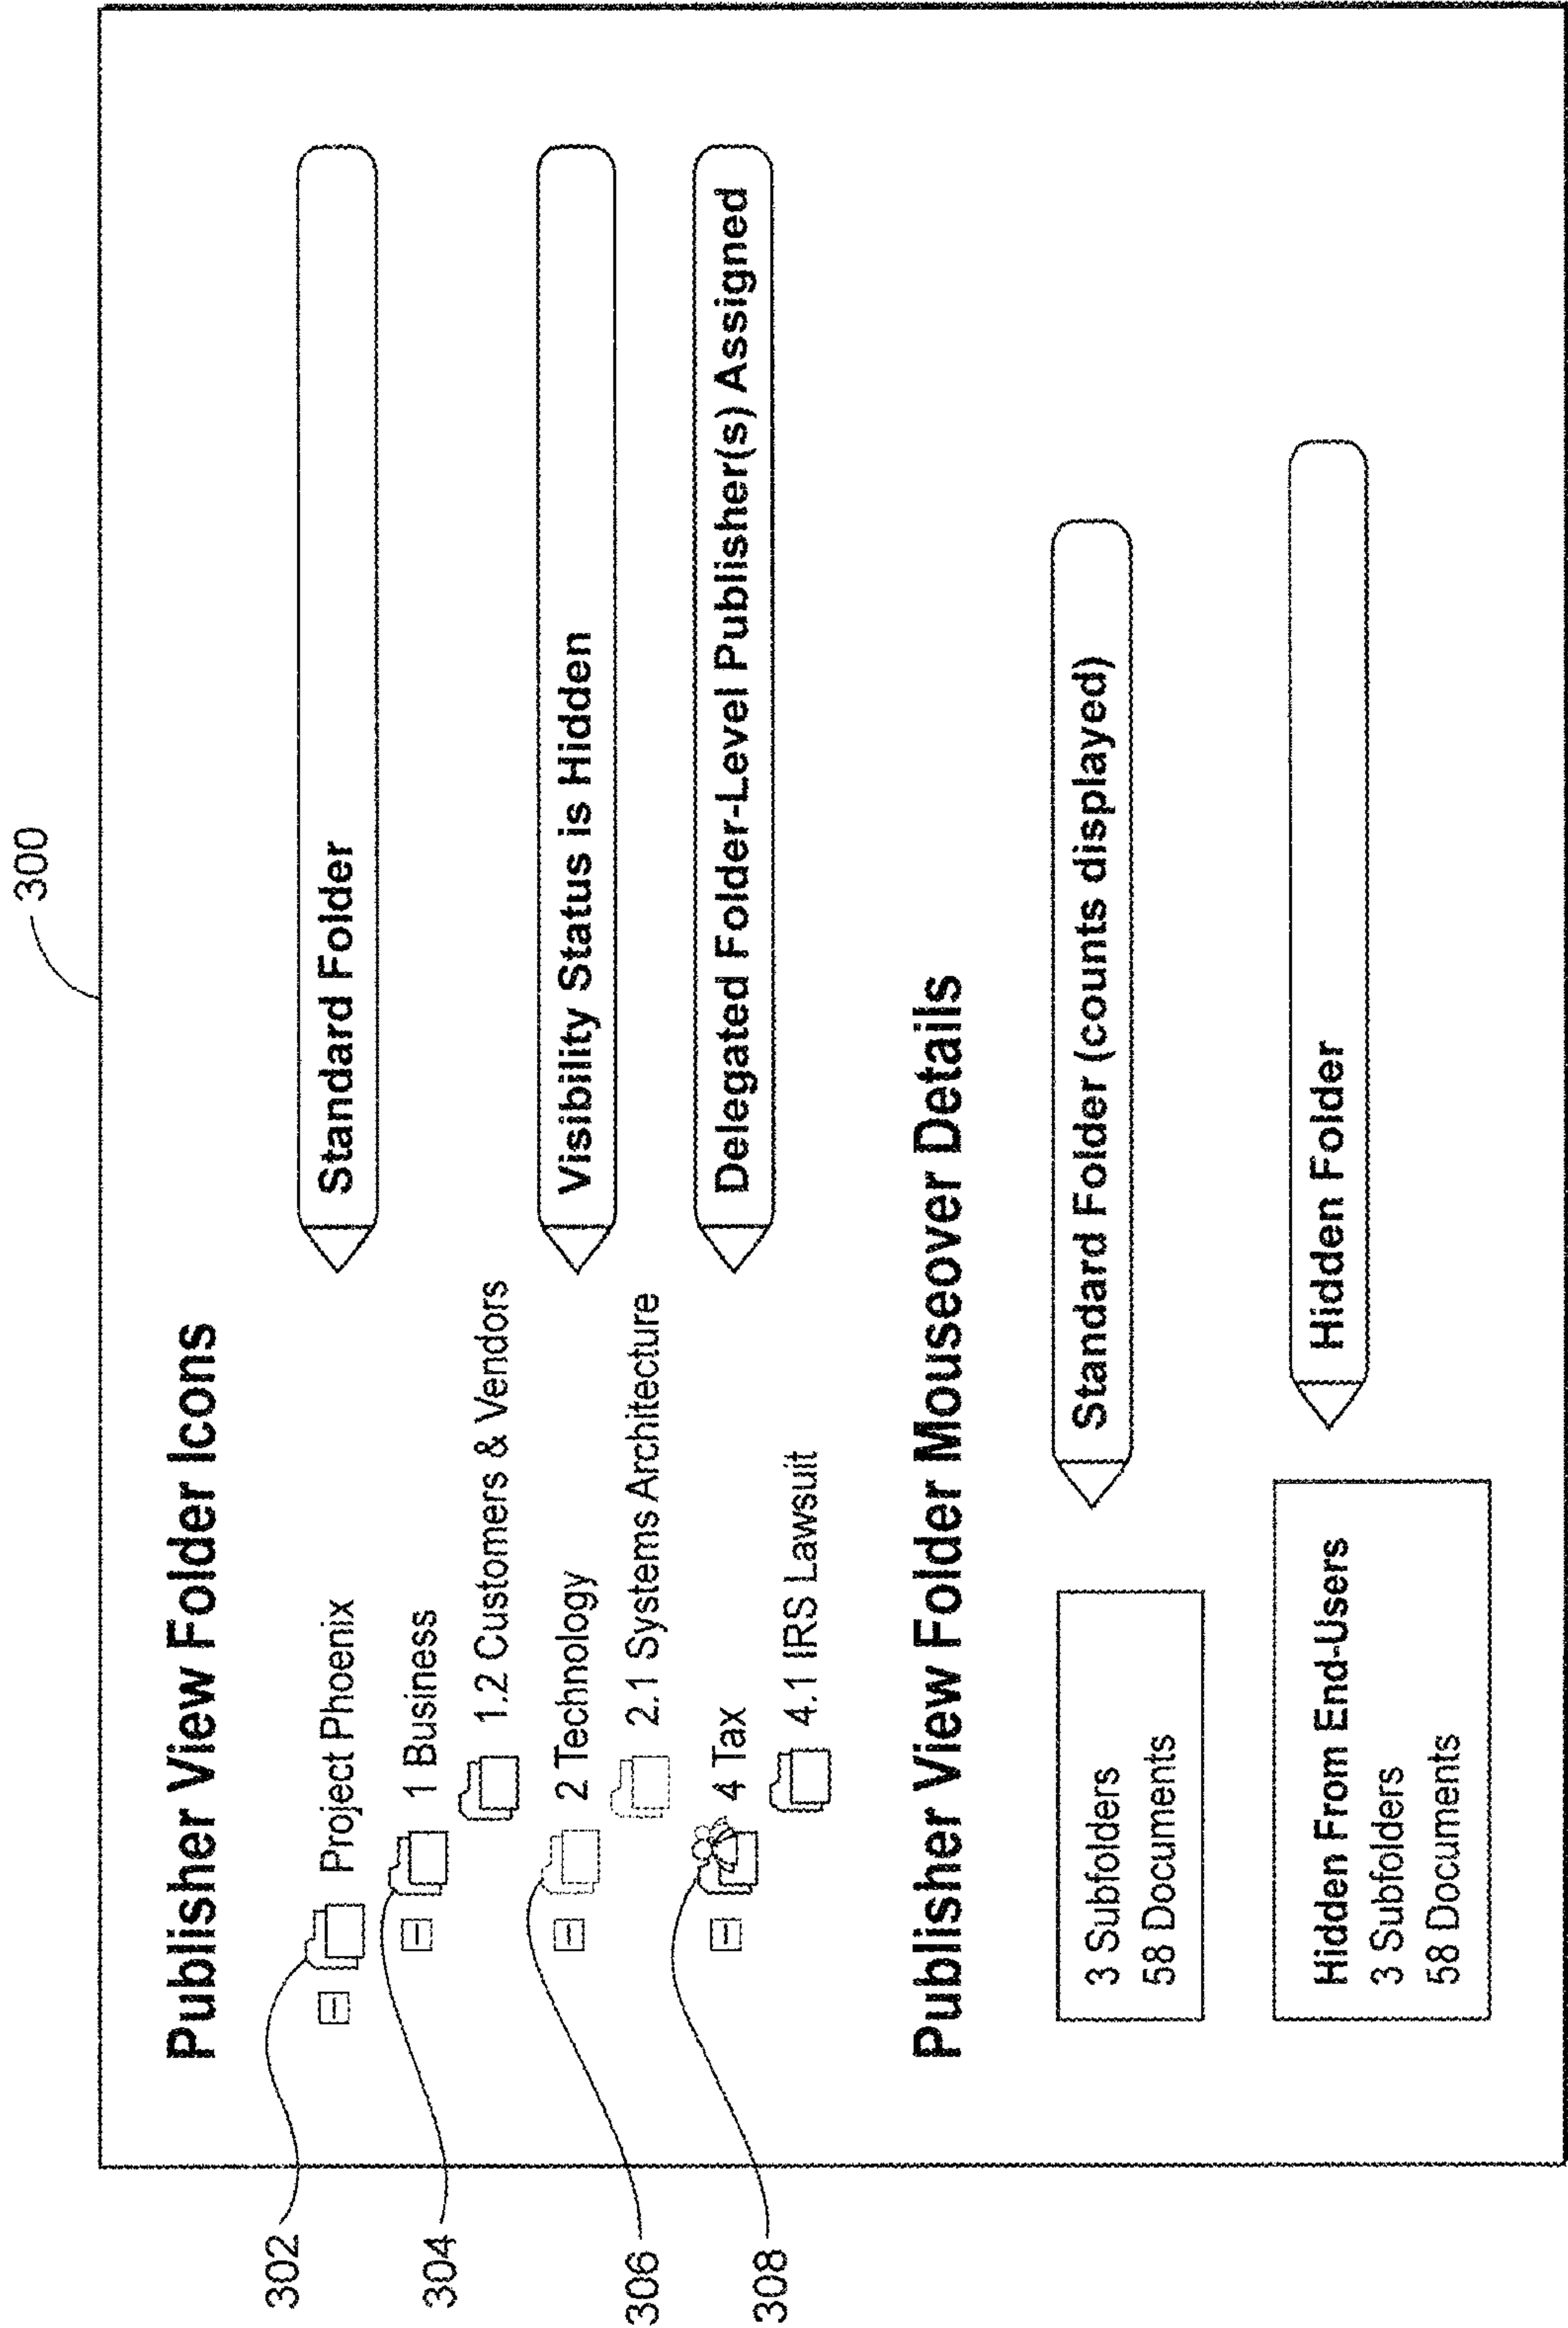 300
Publisher View Folder Icons
302
Project Phoenix
Standard Folder
304
1 Business
1.2 Customers & Vendors
306
2 Technology
Visibility Status is Hidden
2.1 Systems Architecture
308
4 Tax
Delegated Folder-Level Publisher(s) Assigned
4.1 IRS Lawsuit
Publisher View Folder Mouseover Details
3 Subfolders
58 Documents
Standard Folder (counts displayed)
Hidden From End-Users
3 Subfolders
58 Documents
Hidden Folder